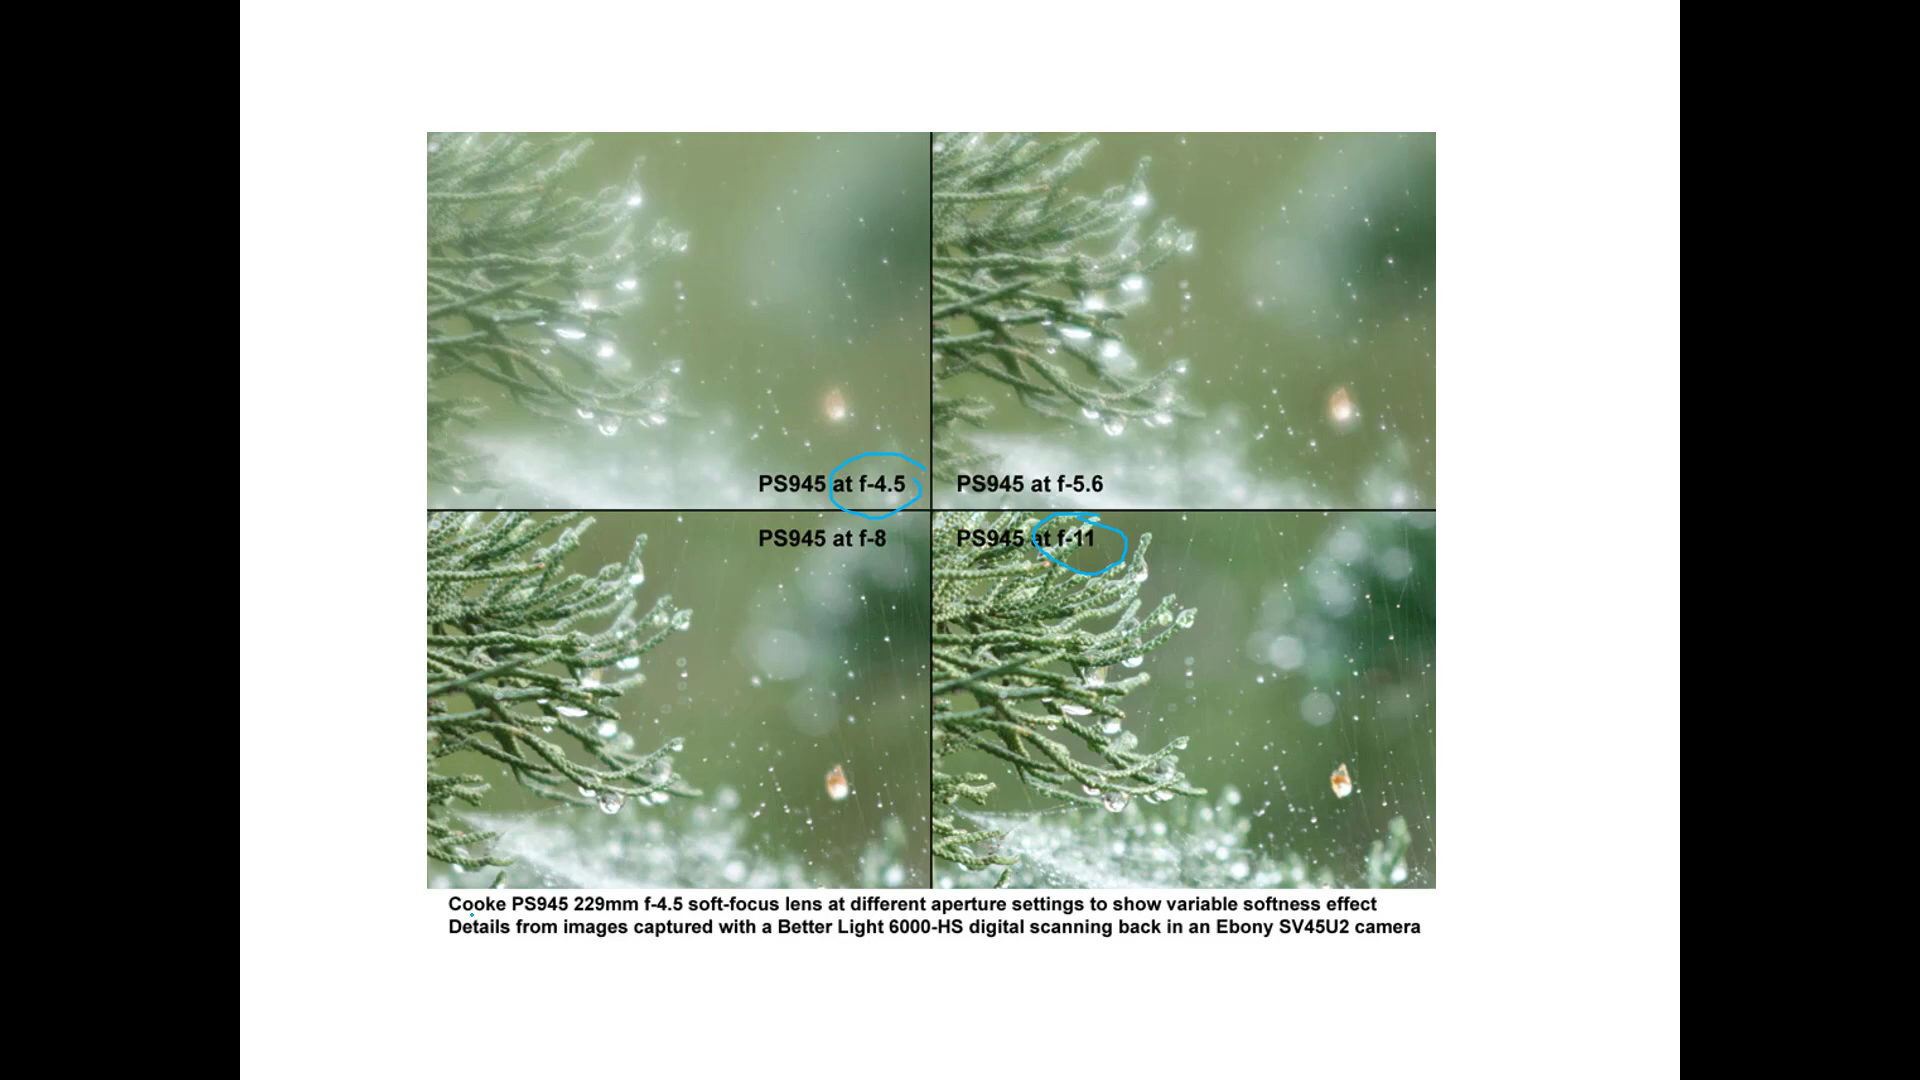 PS945 at f-4.5
PS945 at f-5.6
PS945 at f-8
PS945 at f-11
Cooke PS945 229mm f-4.5 soft-focus lens at different aperture settings to show variable softness effect
Details from images captured with a Better Light 6000-HS digital scanning back in an Ebony SV45U2 camera